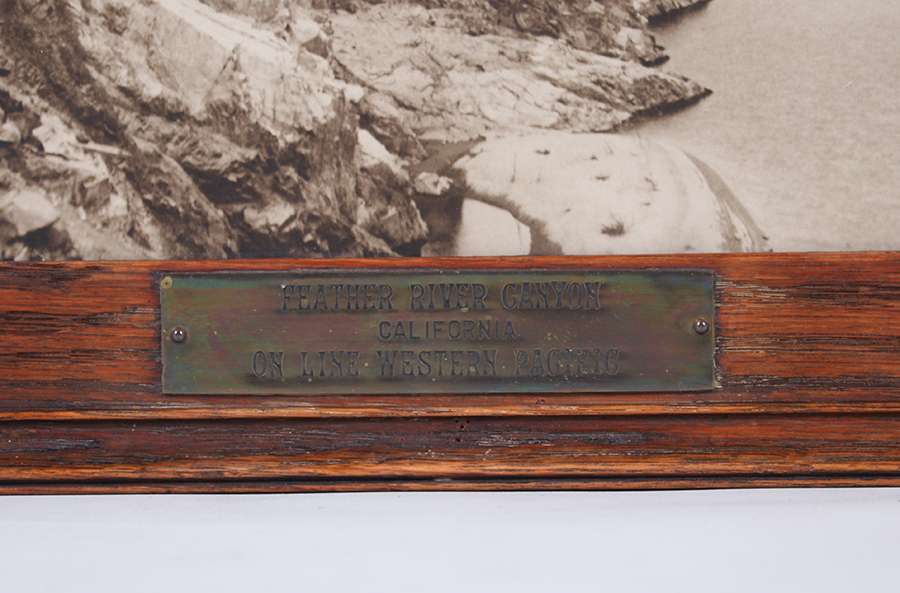 FEATHER RIVER CANYON
CALIFORNIA
ON LINE WESTERN PACIFIC